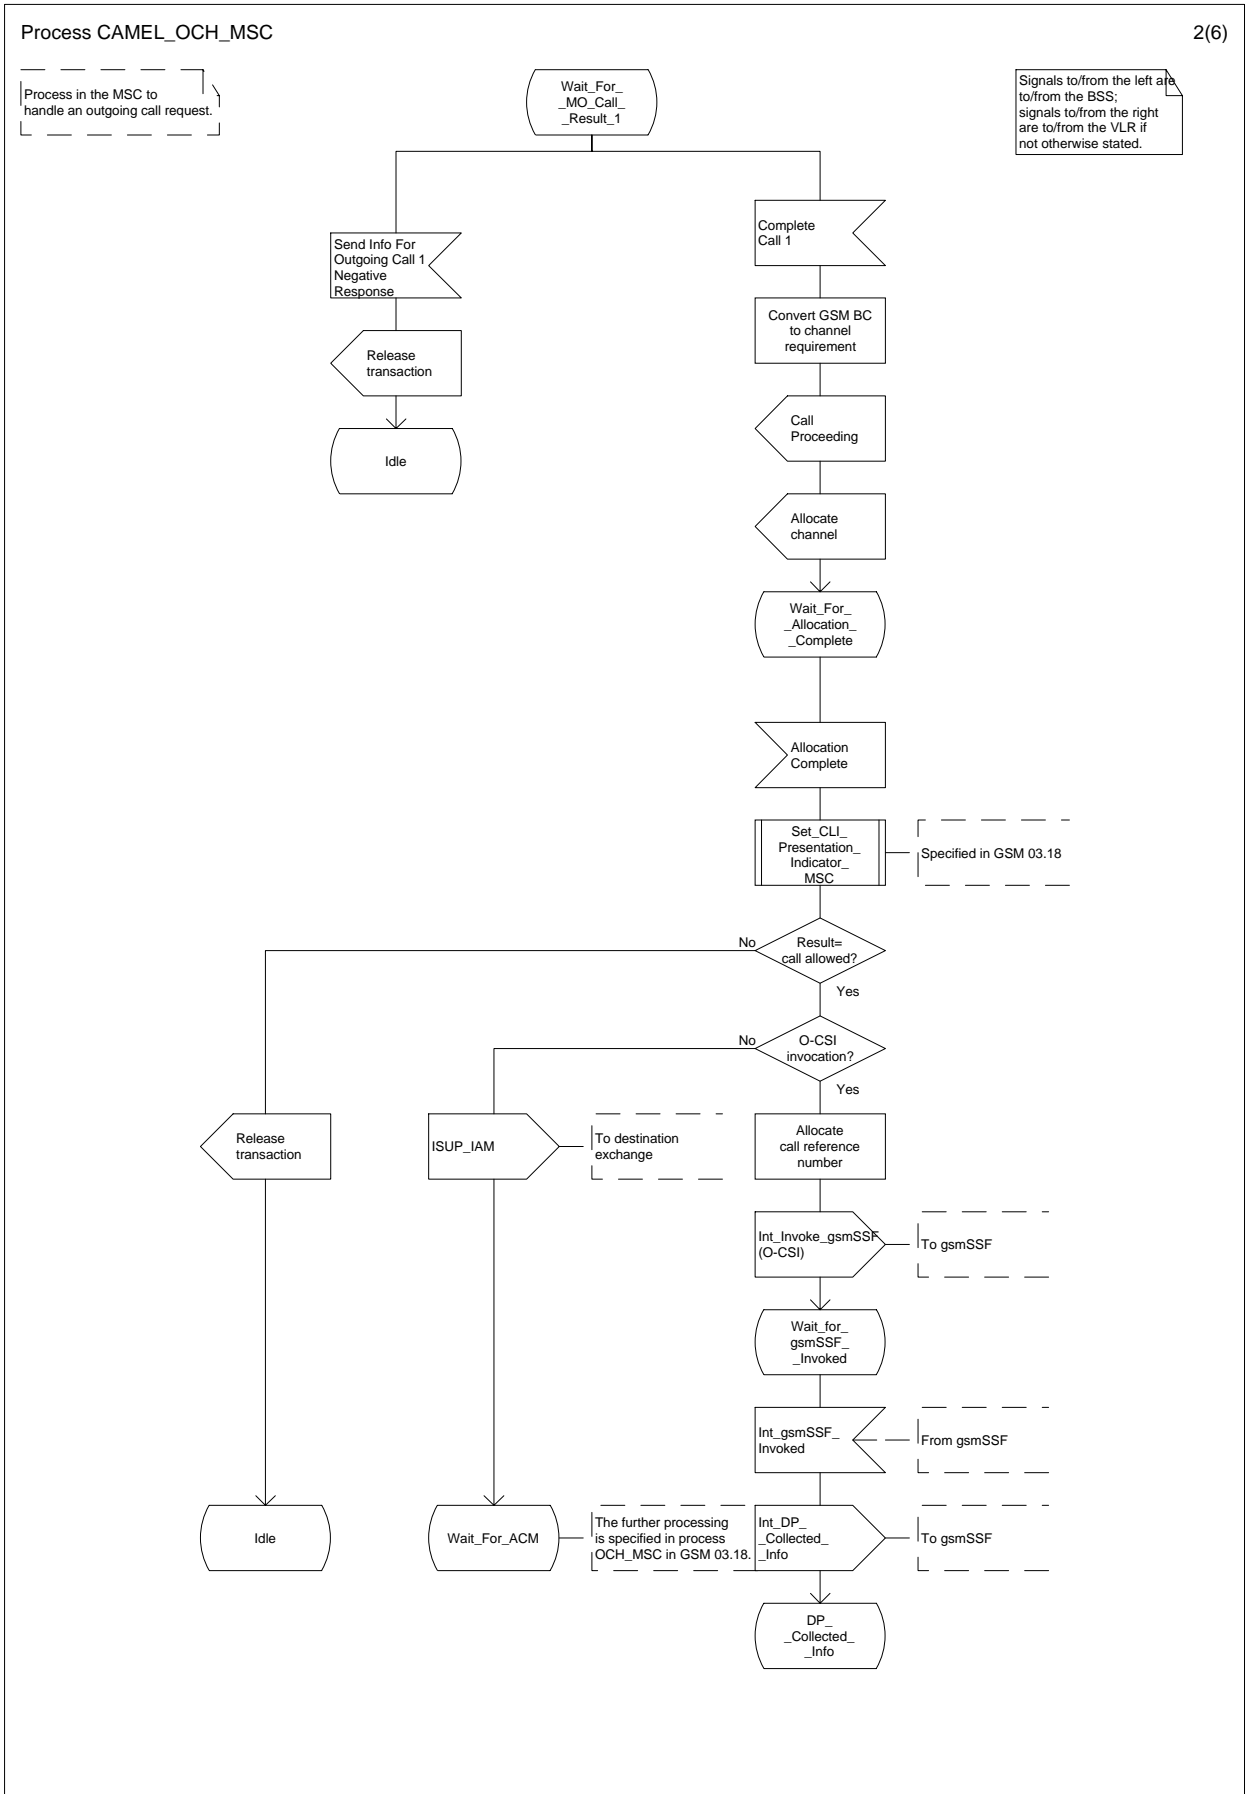 Process CAMEL_OCH_MSC
2(6)
Process in the MSC to
handle an outgoing call request.
Wait_For_
_MO_Call_
_Result_1
Signals to/from the left are
to/from the BSS;
signals to/from the right
are to/from the VLR if
not otherwise stated.
Send Info For
Outgoing Call 1
Negative
Response
Complete
Call 1
Release
transaction
Convert GSM BC
to channel
requirement
Idle
Call
Proceeding
Allocate
channel
Wait_For_
_Allocation_
_Complete
Allocation
Complete
Set_CLI_
Presentation_
Indicator_
MSC
Specified in GSM 03.18
No
Result=
call allowed?
Yes
No
O-CSI
invocation?
Yes
Release
transaction
ISUP_IAM
To destination
exchange
Allocate
call reference
number
Int_Invoke_gsmSSF
(O-CSI)
To gsmSSF
Wait_for_
gsmSSF_
_Invoked
Int_gsmSSF_
Invoked
From gsmSSF
Idle
Wait_For_ACM
The further processing
is specified in process
OCH_MSC in GSM 03.18.
Int_DP_
_Collected_
_Info
To gsmSSF
DP_
_Collected_
_Info